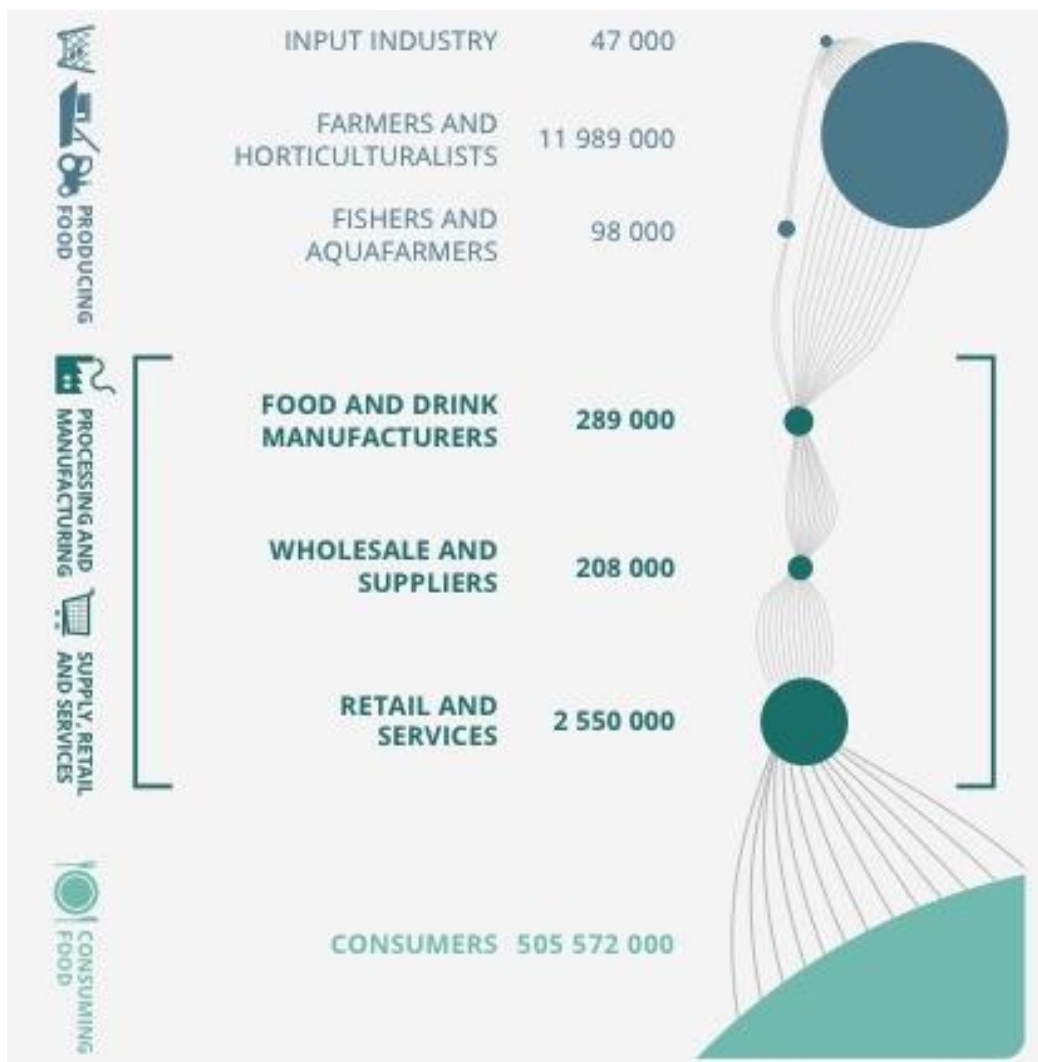 INPUT INDUSTRY 47 000
FARMERS AND
HORTICULTURALISTS 11 989 000
FISHERS AND
AQUAFARMERS 98 000
PRODUCING
FOOD
FOOD AND DRINK
MANUFACTURERS 289 000
PROCESSING AND
MANUFACTURING
WHOLESALE AND
SUPPLIERS 208 000
RETAIL AND
SERVICES 2 550 000
SUPPLY, RETAIL
AND SERVICES
CONSUMERS 505 572 000
CONSUMING
FOOD